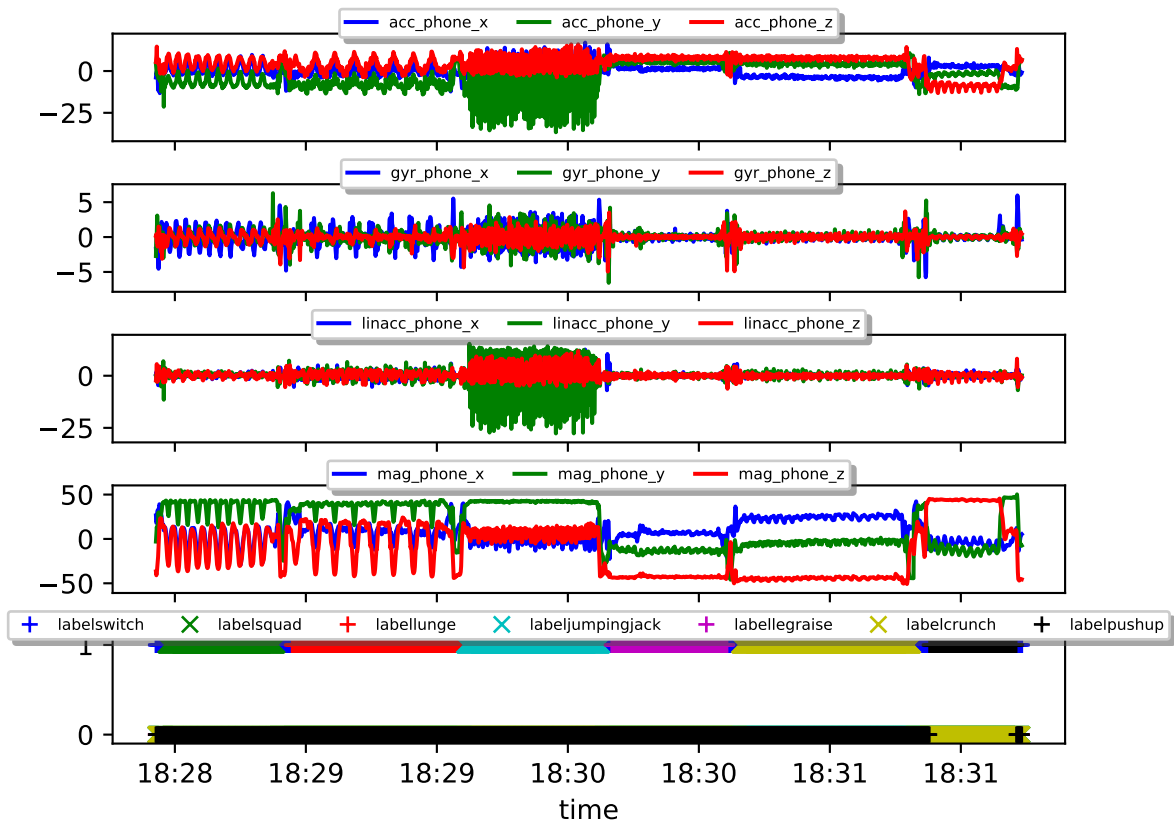 acc_phone_x acc_phone_y acc_phone_z
0
−25
gyr_phone_x gyr_phone_y gyr_phone_z
5
0
−5
linacc_phone_x linacc_phone_y linacc_phone_z
0
−25
mag_phone_x mag_phone_y mag_phone_z
50
0
−50
labelswitch labelsquad labellunge labeljumpingjack labellegraise labelcrunch labelpushup
1
0
18:28 18:29 18:29 18:30 18:30 18:31 18:31
time